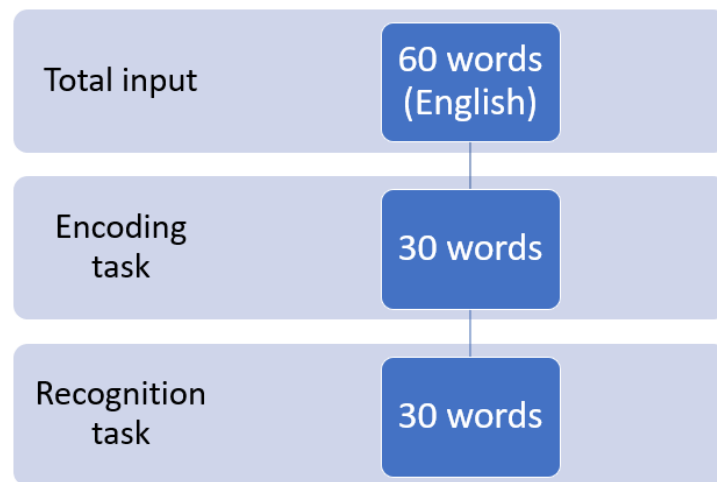 Total input
60 words
(English)
Encoding
task
30 words
Recognition
task
30 words